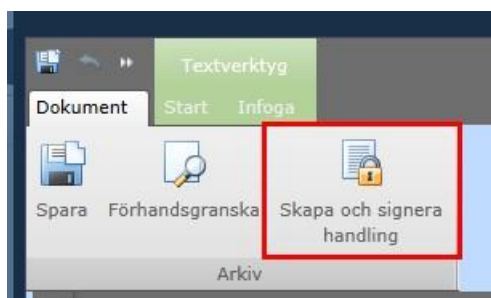 Textverktyg
Dokument Start Infoga
Spara Förhandsgranska Skapa och signera
handling
Arkiv